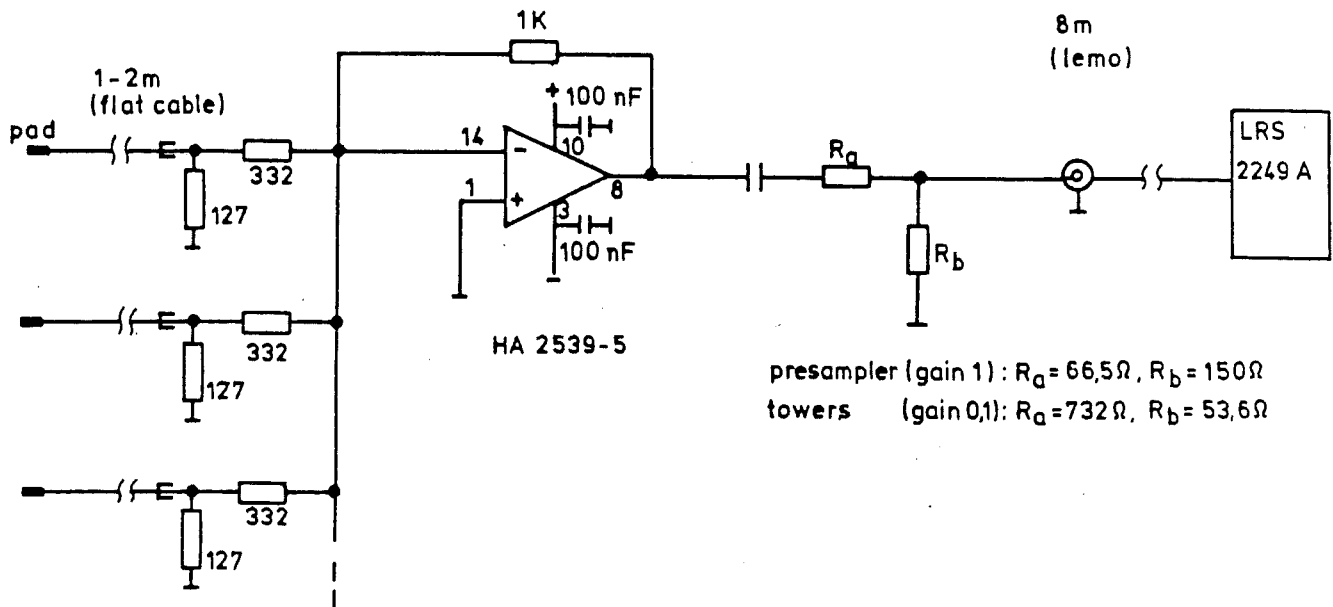 1K
8m
(lemo)
1-2m
(flat cable)
+ 100 nF
pad
14
-
10
LRS
2249 A
Ra
332
1
+
3
8
127
100 nF
-
Rb
332
HA 2539-5
127
presampler (gain 1): Ra = 66,5Ω, Rb = 150Ω
towers (gain 0,1): Ra = 732Ω, Rb = 53,6Ω
332
127